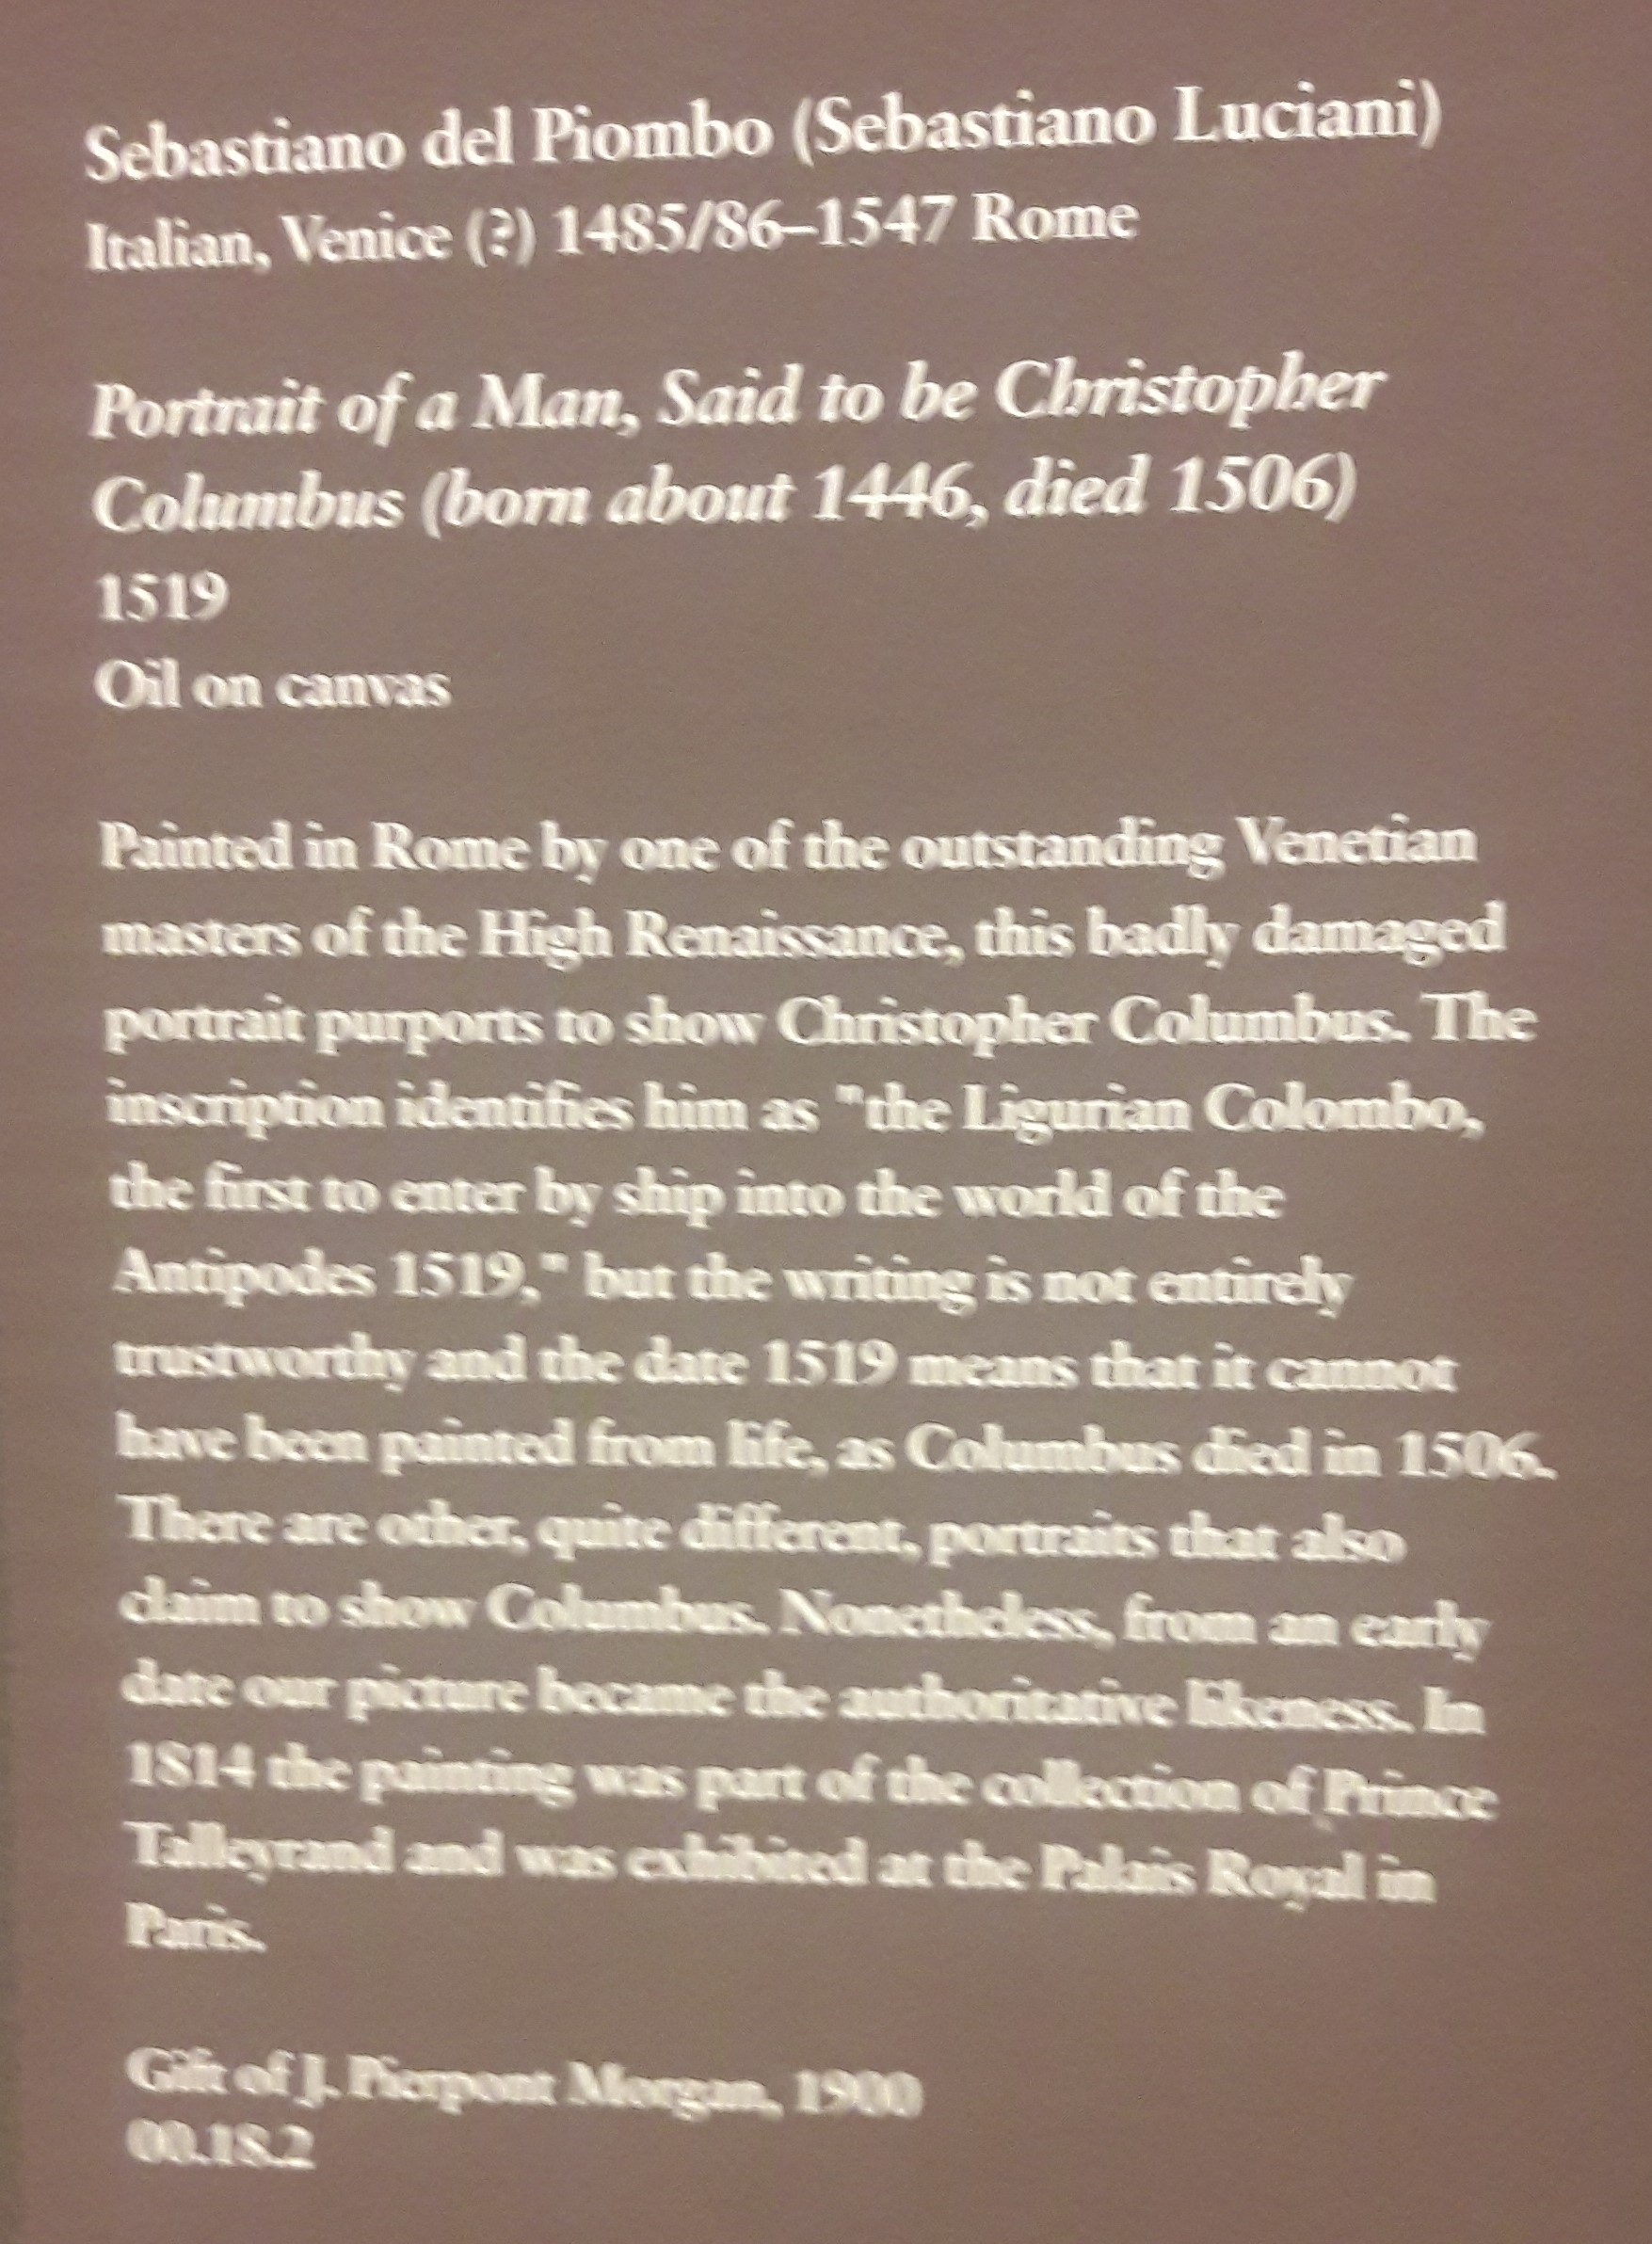 Sebastiano del Piombo (Sebastiano Luciani)
Italian, Venice (?) 1485/86–1547 Rome
Portrait of a Man, Said to be Christopher
Columbus (born about 1446, died 1506)
1519
Oil on canvas
Painted in Rome by one of the outstanding Venetian
masters of the High Renaissance, this badly damaged
portrait purports to show Christopher Columbus. The
inscription identifies him as "the Ligurian Colombo,
the first to enter by ship into the world of the
Antipodes 1519," but the writing is not entirely
trustworthy and the date 1519 means that it cannot
have been painted from life, as Columbus died in 1506.
There are other, quite different, portraits that also
claim to show Columbus. Nonetheless, from an early
date our picture became the authoritative likeness. In
1814 the painting was part of the collection of Prince
Talleyrand and was exhibited at the Palais Royal in
Paris.
Gift of J. Pierpont Morgan, 1900
00.18.2